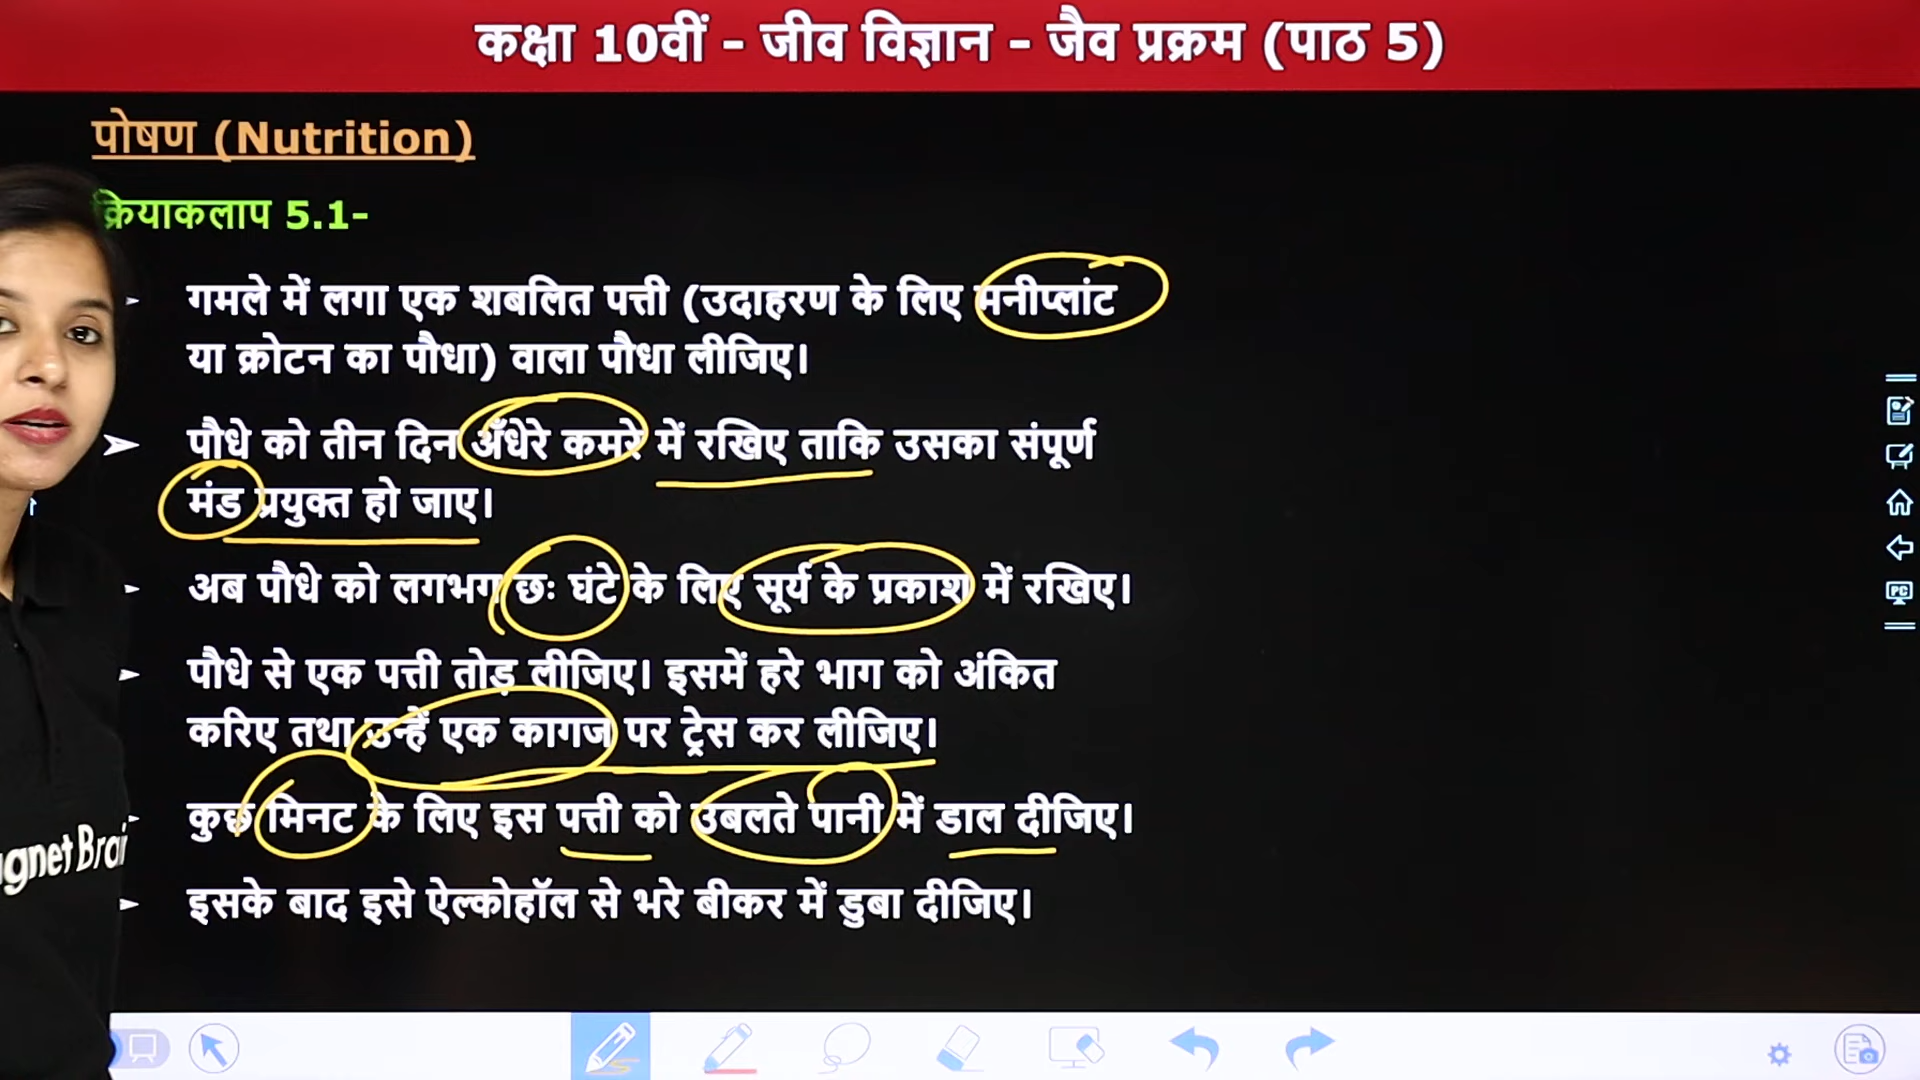 कक्षा 10वीं - जीव विज्ञान - जैव प्रक्रम (पाठ 5)
पोषण (Nutrition)
क्रियाकलाप 5.1-
गमले में लगा एक शबलित पत्ती (उदाहरण के लिए मनीप्लांट
या क्रोटन का पौधा) वाला पौधा लीजिए।
पौधे को तीन दिन अँधेरे कमरे में रखिए ताकि उसका संपूर्ण
मंड प्रयुक्त हो जाए।
अब पौधे को लगभग छः घंटे के लिए सूर्य के प्रकाश में रखिए।
पौधे से एक पत्ती तोड़ लीजिए। इसमें हरे भाग को अंकित
करिए तथा उन्हें एक कागज पर ट्रेस कर लीजिए।
कुछ मिनट के लिए इस पत्ती को उबलते पानी में डाल दीजिए।
इसके बाद इसे ऐल्कोहॉल से भरे बीकर में डुबा दीजिए।
gnet Brai
PC